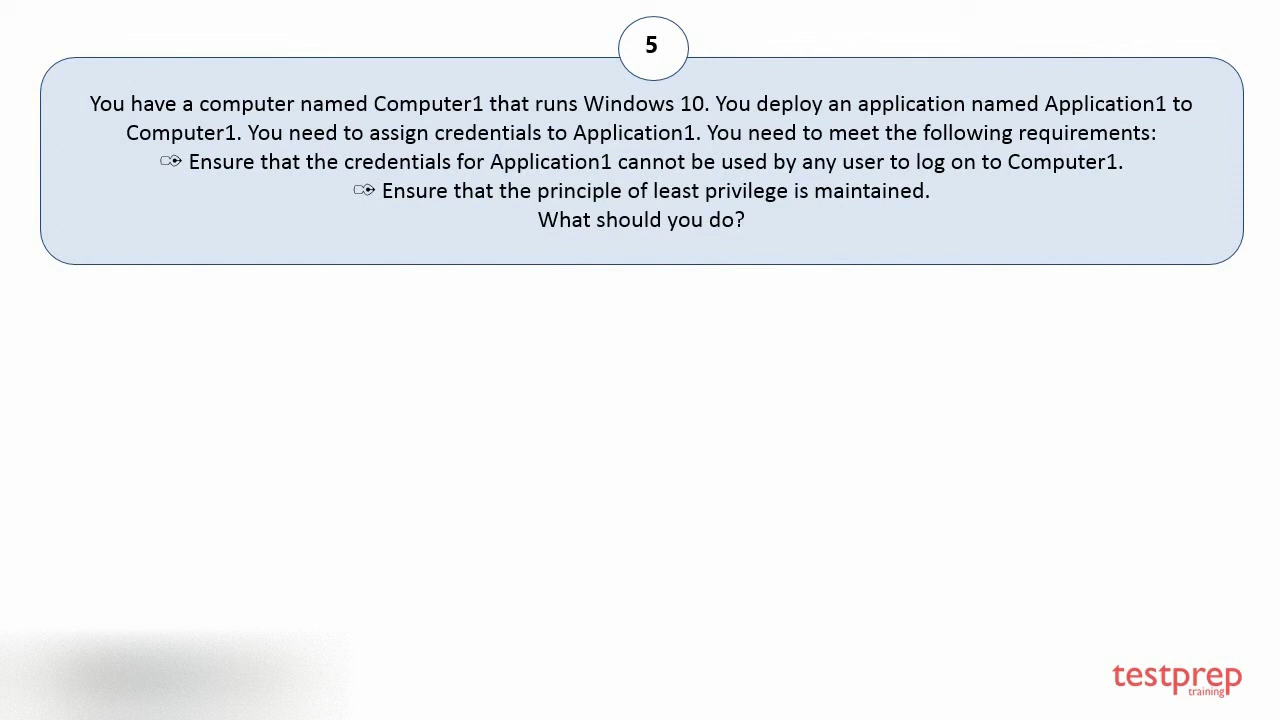 5
You have a computer named Computer1 that runs Windows 10. You deploy an application named Application1 to
Computer1. You need to assign credentials to Application1. You need to meet the following requirements:
➪ Ensure that the credentials for Application1 cannot be used by any user to log on to Computer1.
➪ Ensure that the principle of least privilege is maintained.
What should you do?
testprep
training